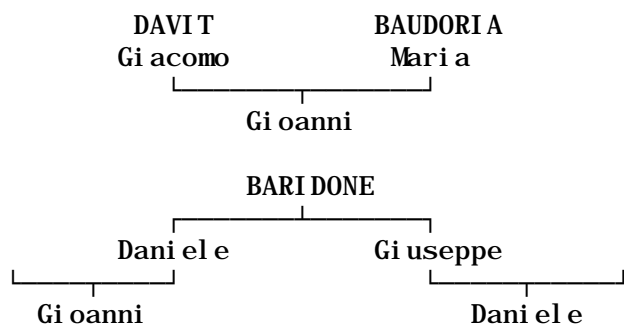 DAVIT BAUDORIA
Giacomo Maria
Gioanni
BARIDONE
Daniele Giuseppe
Gioanni Daniele